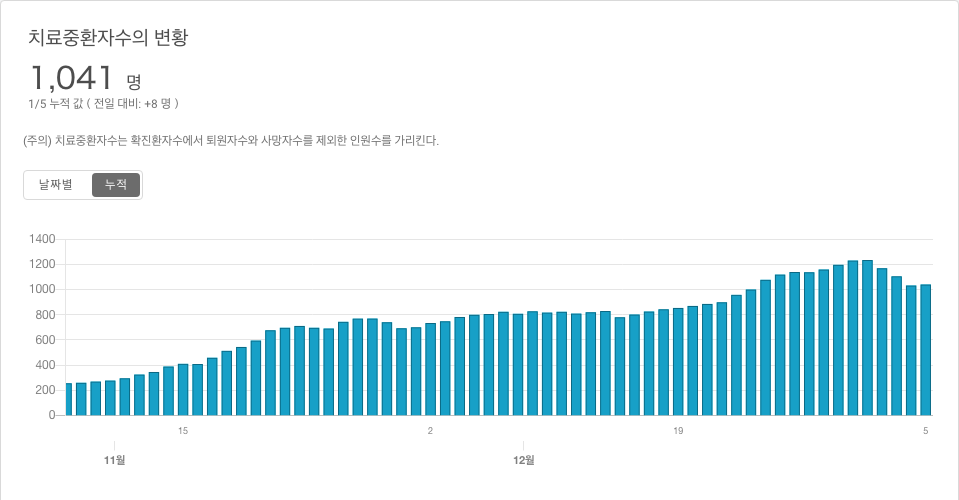 치료중환자수의 변황
1,041 명
1/5 누적 값 ( 전일 대비: +8 명 )
(주의) 치료중환자수는 확진환자수에서 퇴원자수와 사망자수를 제외한 인원수를 가리킨다.
날짜별 누적
1400
1200
1000
800
600
400
200
0
15 2 19 5
11월 12월